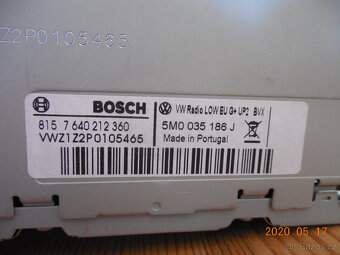 Z2P0105465
BOSCH
VW Radio LOW EU G+ UP2 BVX
815 7 640 212 360
5M0 035 186 J
VWZ1Z2P0105465
Made in Portugal
2020.05.17